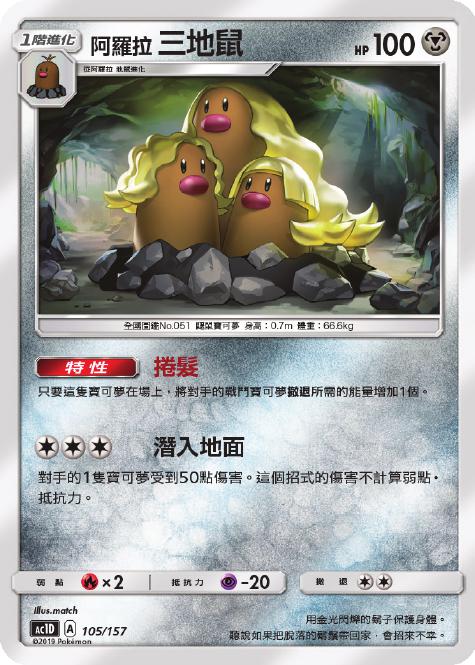 1階進化
阿羅拉 三地鼠
HP 100
從阿羅拉 地鼠進化
全國圖鑑No.051 鼴鼠寶可夢 身高：0.7m 體重：66.6kg
特性 捲髮
只要這隻寶可夢在場上，將對手的戰鬥寶可夢撤退所需的能量增加1個。
潛入地面
對手的1隻寶可夢受到50點傷害。這個招式的傷害不計算弱點・
抵抗力。
弱點 ×2 抵抗力 -20 撤退
illus.match
AC1D A 105/157
©2019 Pokémon
用金光閃爍的鬍子保護身體。
聽說如果把脫落的鬍鬚帶回家，會招來不幸。